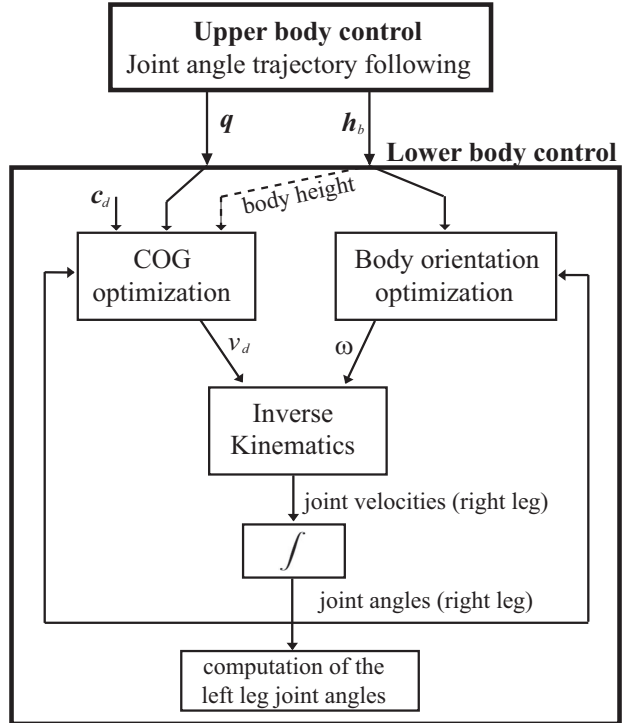 Upper body control
Joint angle trajectory following
q
h_b
Lower body control
c_d
body height
COG
optimization
Body orientation
optimization
v_d
ω
Inverse
Kinematics
joint velocities (right leg)
∫
joint angles (right leg)
computation of the
left leg joint angles